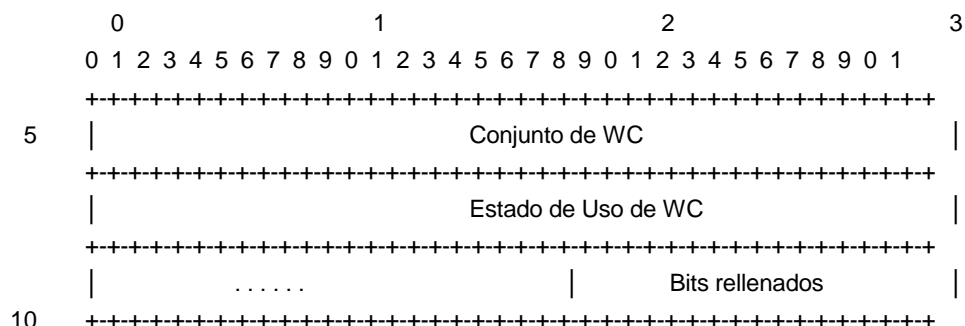 0 1 2 3
0 1 2 3 4 5 6 7 8 9 0 1 2 3 4 5 6 7 8 9 0 1 2 3 4 5 6 7 8 9 0 1
+-+-+-+-+-+-+-+-+-+-+-+-+-+-+-+-+-+-+-+-+-+-+-+-+-+-+-+-+-+
5 | Conjunto de WC |
+-+-+-+-+-+-+-+-+-+-+-+-+-+-+-+-+-+-+-+-+-+-+-+-+-+-+-+-+-+
| Estado de Uso de WC |
+-+-+-+-+-+-+-+-+-+-+-+-+-+-+-+-+-+-+-+-+-+-+-+-+-+-+-+-+-+
| . . . . . . | Bits rellenados |
10 +-+-+-+-+-+-+-+-+-+-+-+-+-+-+-+-+-+-+-+-+-+-+-+-+-+-+-+-+-+